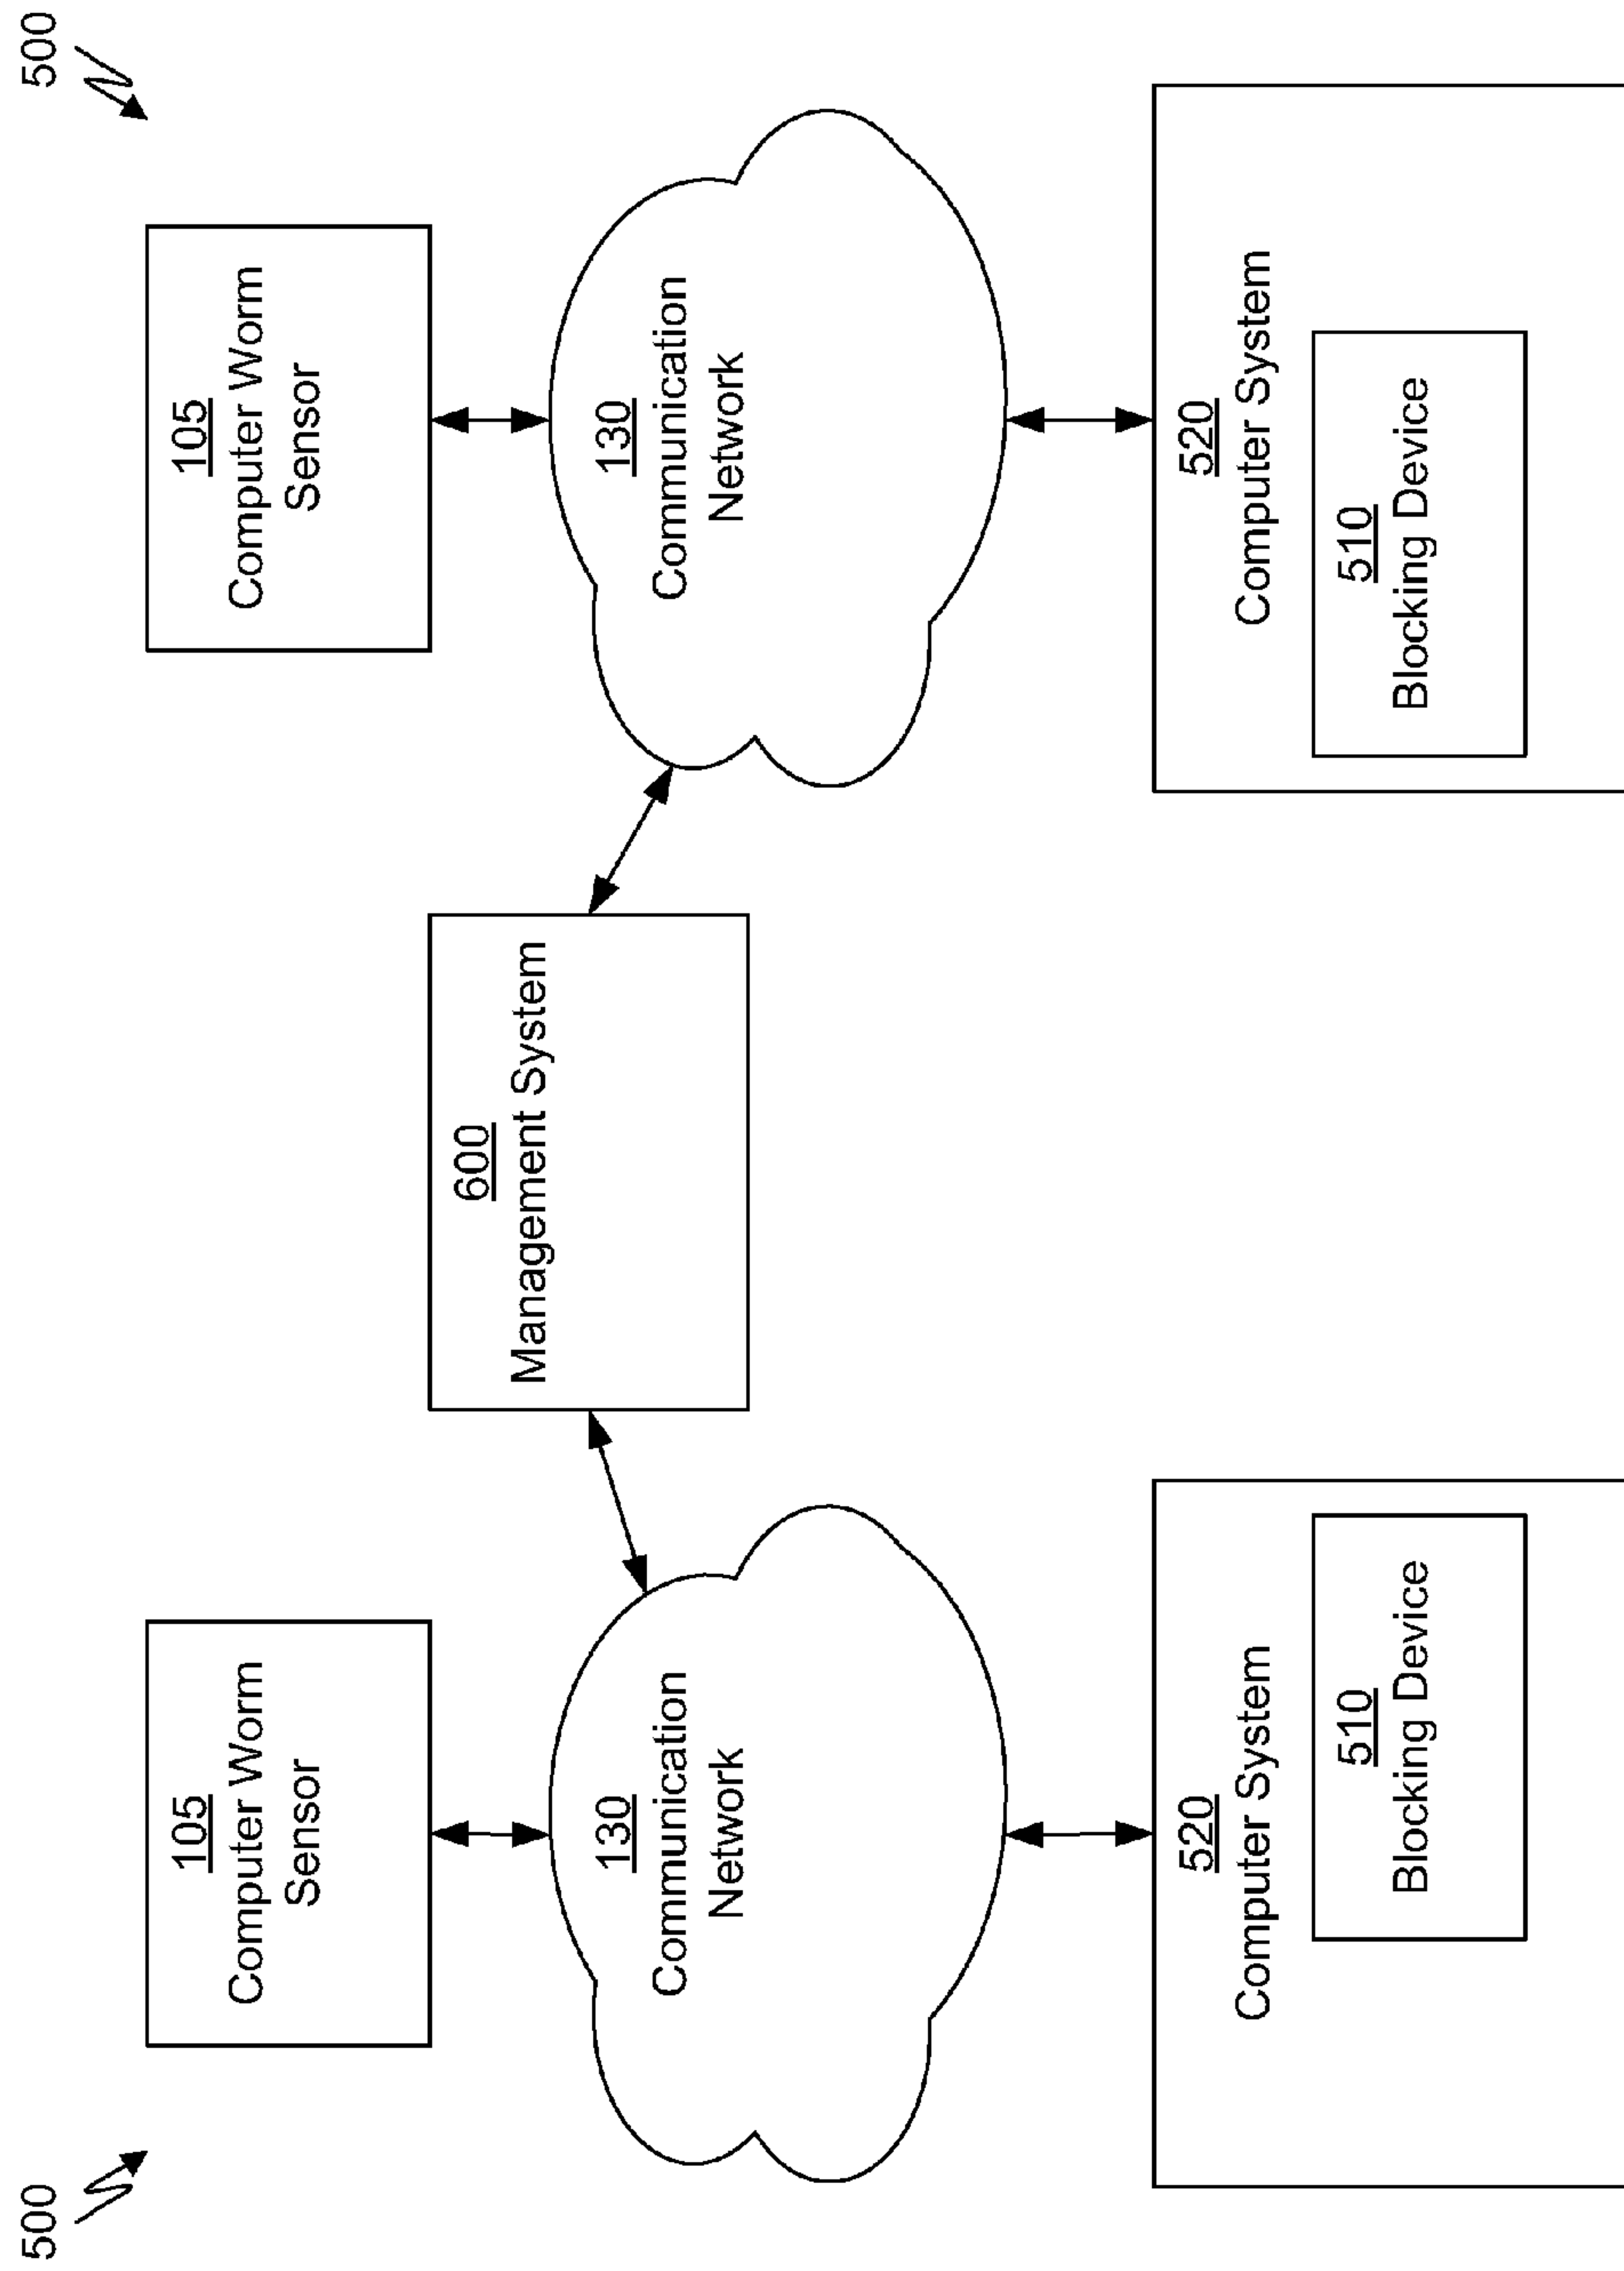 500
500
105
Computer Worm
Sensor
105
Computer Worm
Sensor
600
Management System
130
Communication
Network
130
Communication
Network
520
Computer System
510
Blocking Device
520
Computer System
510
Blocking Device